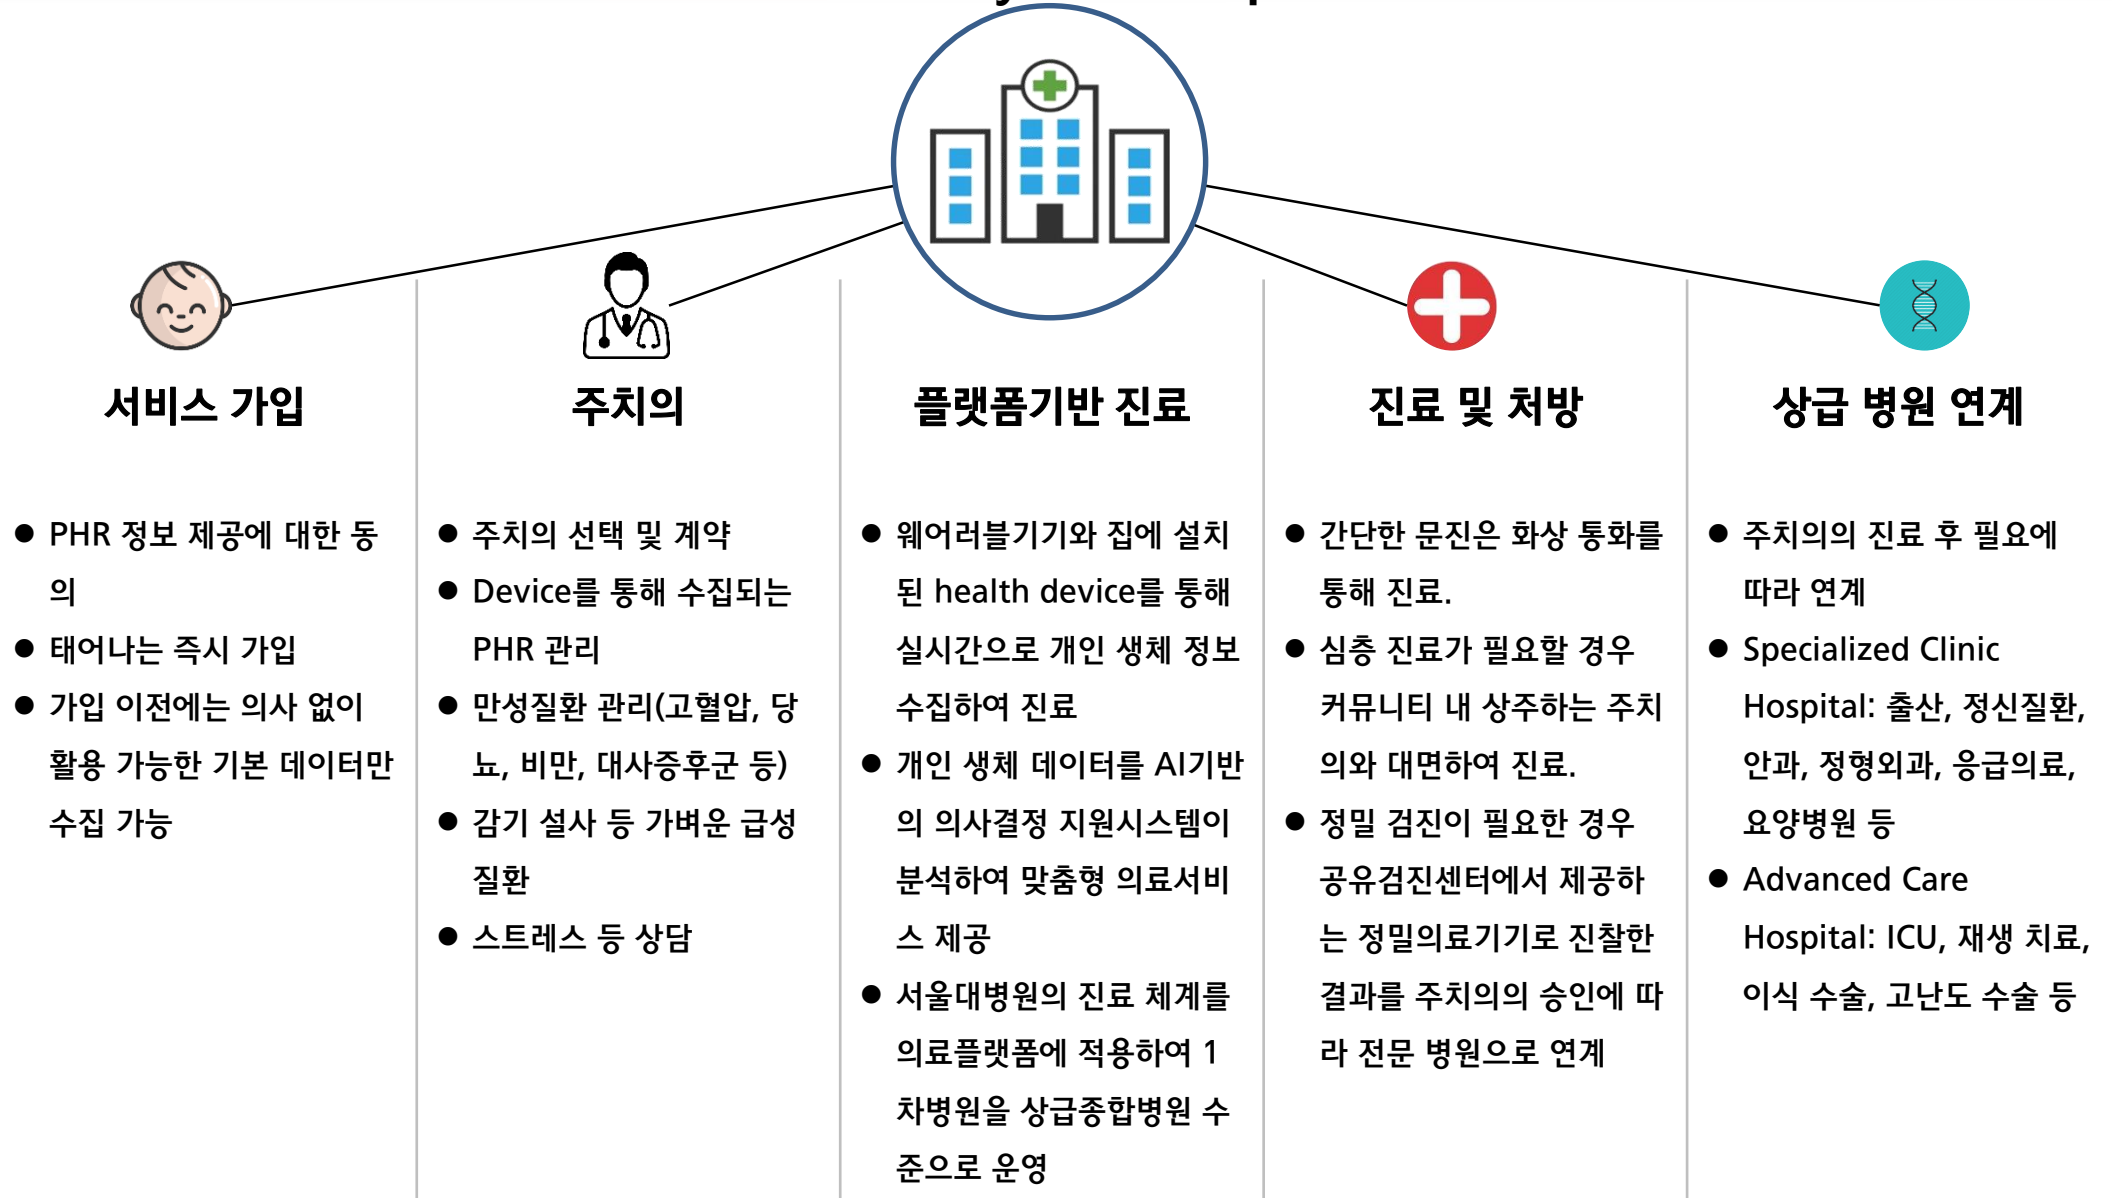 서비스 가입
PHR 정보 제공에 대한 동
의
태어나는 즉시 가입
가입 이전에는 의사 없이
활용 가능한 기본 데이터만
수집 가능
주치의
주치의 선택 및 계약
Device를 통해 수집되는
PHR 관리
만성질환 관리(고혈압, 당
뇨, 비만, 대사증후군 등)
감기 설사 등 가벼운 급성
질환
스트레스 등 상담
플랫폼기반 진료
웨어러블기기와 집에 설치
된 health device를 통해
실시간으로 개인 생체 정보
수집하여 진료
개인 생체 데이터를 AI기반
의 의사결정 지원시스템이
분석하여 맞춤형 의료서비
스 제공
서울대병원의 진료 체계를
의료플랫폼에 적용하여 1
차병원을 상급종합병원 수
준으로 운영
진료 및 처방
간단한 문진은 화상 통화를
통해 진료.
심층 진료가 필요할 경우
커뮤니티 내 상주하는 주치
의와 대면하여 진료.
정밀 검진이 필요한 경우
공유검진센터에서 제공하
는 정밀의료기기로 진찰한
결과를 주치의의 승인에 따
라 전문 병원으로 연계
상급 병원 연계
주치의의 진료 후 필요에
따라 연계
Specialized Clinic
Hospital: 출산, 정신질환,
안과, 정형외과, 응급의료,
요양병원 등
Advanced Care
Hospital: ICU, 재생 치료,
이식 수술, 고난도 수술 등